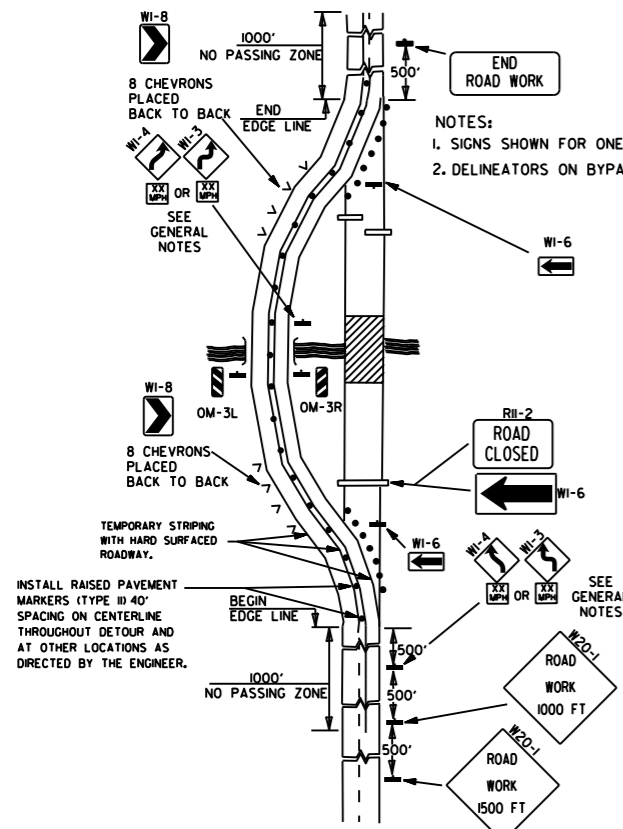 W1-8
1000'
NO PASSING ZONE
500'
END
ROAD WORK
8 CHEVRONS
PLACED
BACK TO BACK
END
EDGE LINE
NOTES:
1. SIGNS SHOWN FOR ONE
2. DELINEATORS ON BYPA
W1-4
W1-3
XX
MPH
OR
XX
MPH
SEE
GENERAL
NOTES
W1-6
W1-8
OM-3L
OM-3R
R11-2
ROAD
CLOSED
W1-6
8 CHEVRONS
PLACED
BACK TO BACK
TEMPORARY STRIPING
WITH HARD SURFACED
ROADWAY.
W1-6
W1-4
W1-3
XX
MPH
OR
XX
MPH
SEE
GENERAL
NOTES
INSTALL RAISED PAVEMENT
MARKERS (TYPE II) 40'
SPACING ON CENTERLINE
THROUGHOUT DETOUR AND
AT OTHER LOCATIONS AS
DIRECTED BY THE ENGINEER.
BEGIN
EDGE LINE
500'
1000'
NO PASSING ZONE
500'
W20-1
ROAD
WORK
1000 FT
500'
W20-1
ROAD
WORK
1500 FT